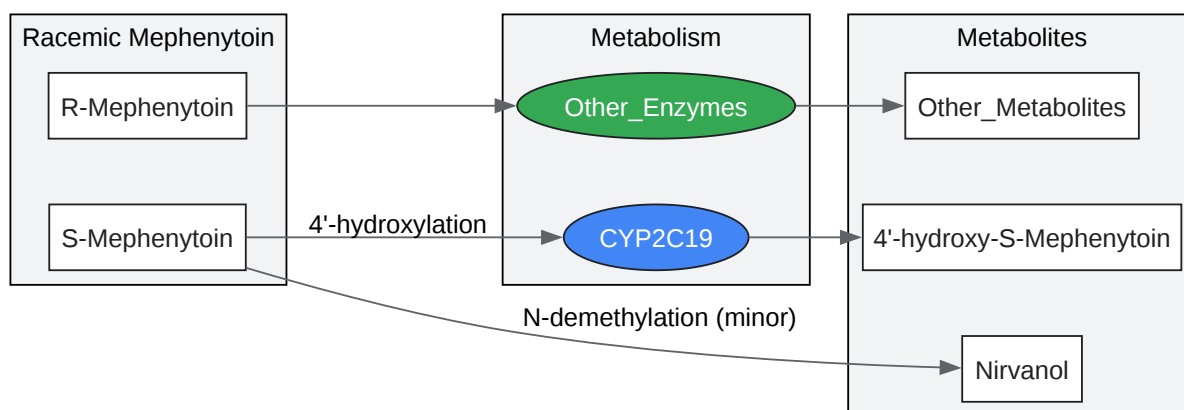 Racemic Mephenytoin
Metabolism
Metabolites
R-Mephenytoin
Other_Enzymes
Other_Metabolites
S-Mephenytoin
4'-hydroxylation
CYP2C19
4'-hydroxy-S-Mephenytoin
N-demethylation (minor)
Nirvanol